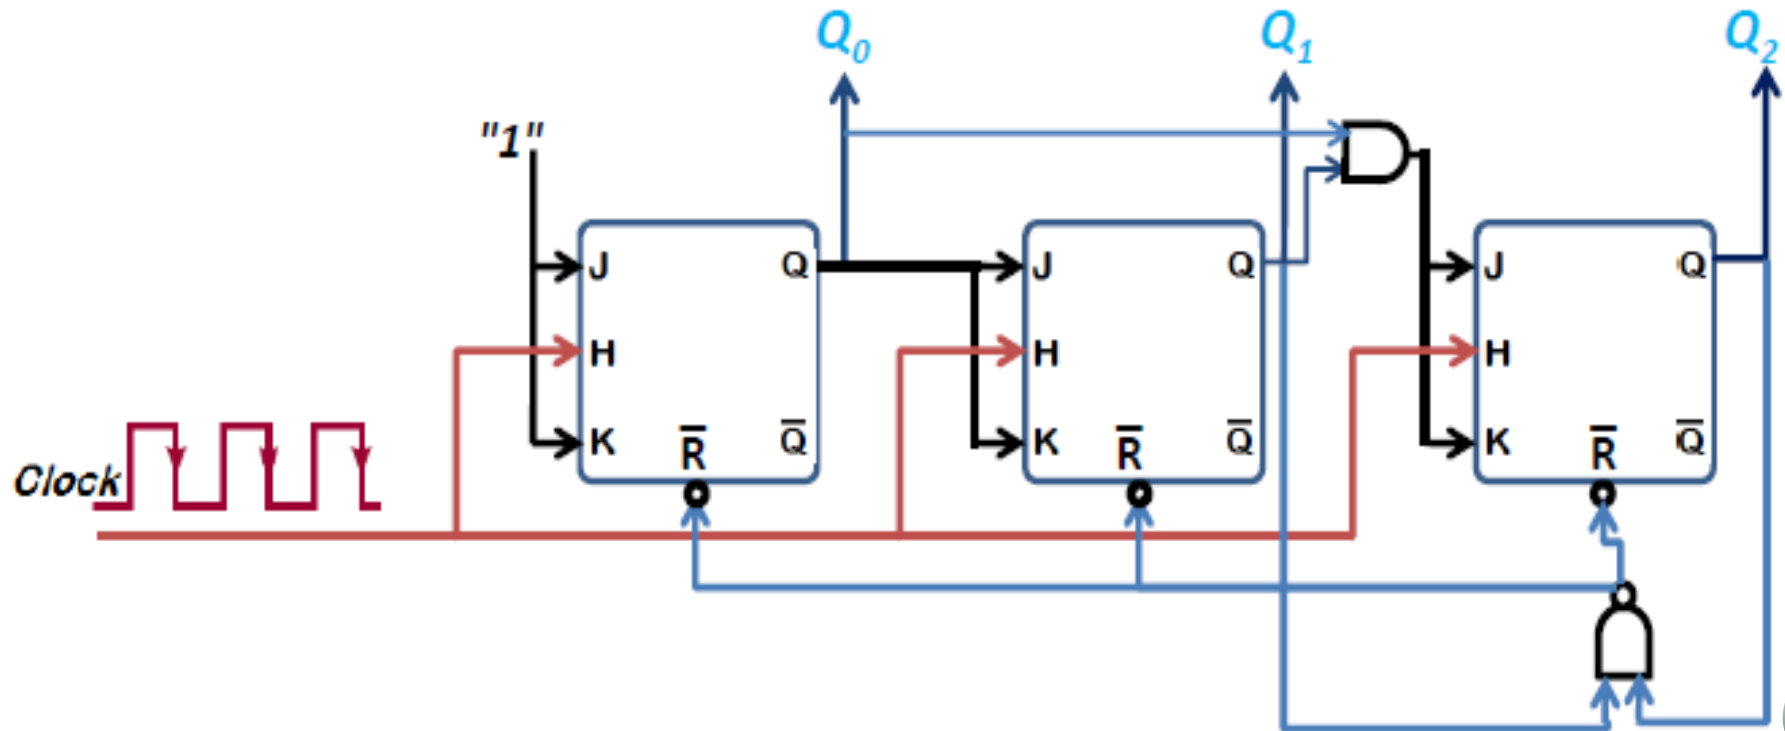 Q₀ Q₁ Q₂
"1"
J Q J Q J Q
H H H
K R̅ Q̅ K R̅ Q̅ K R̅ Q̅
Clock